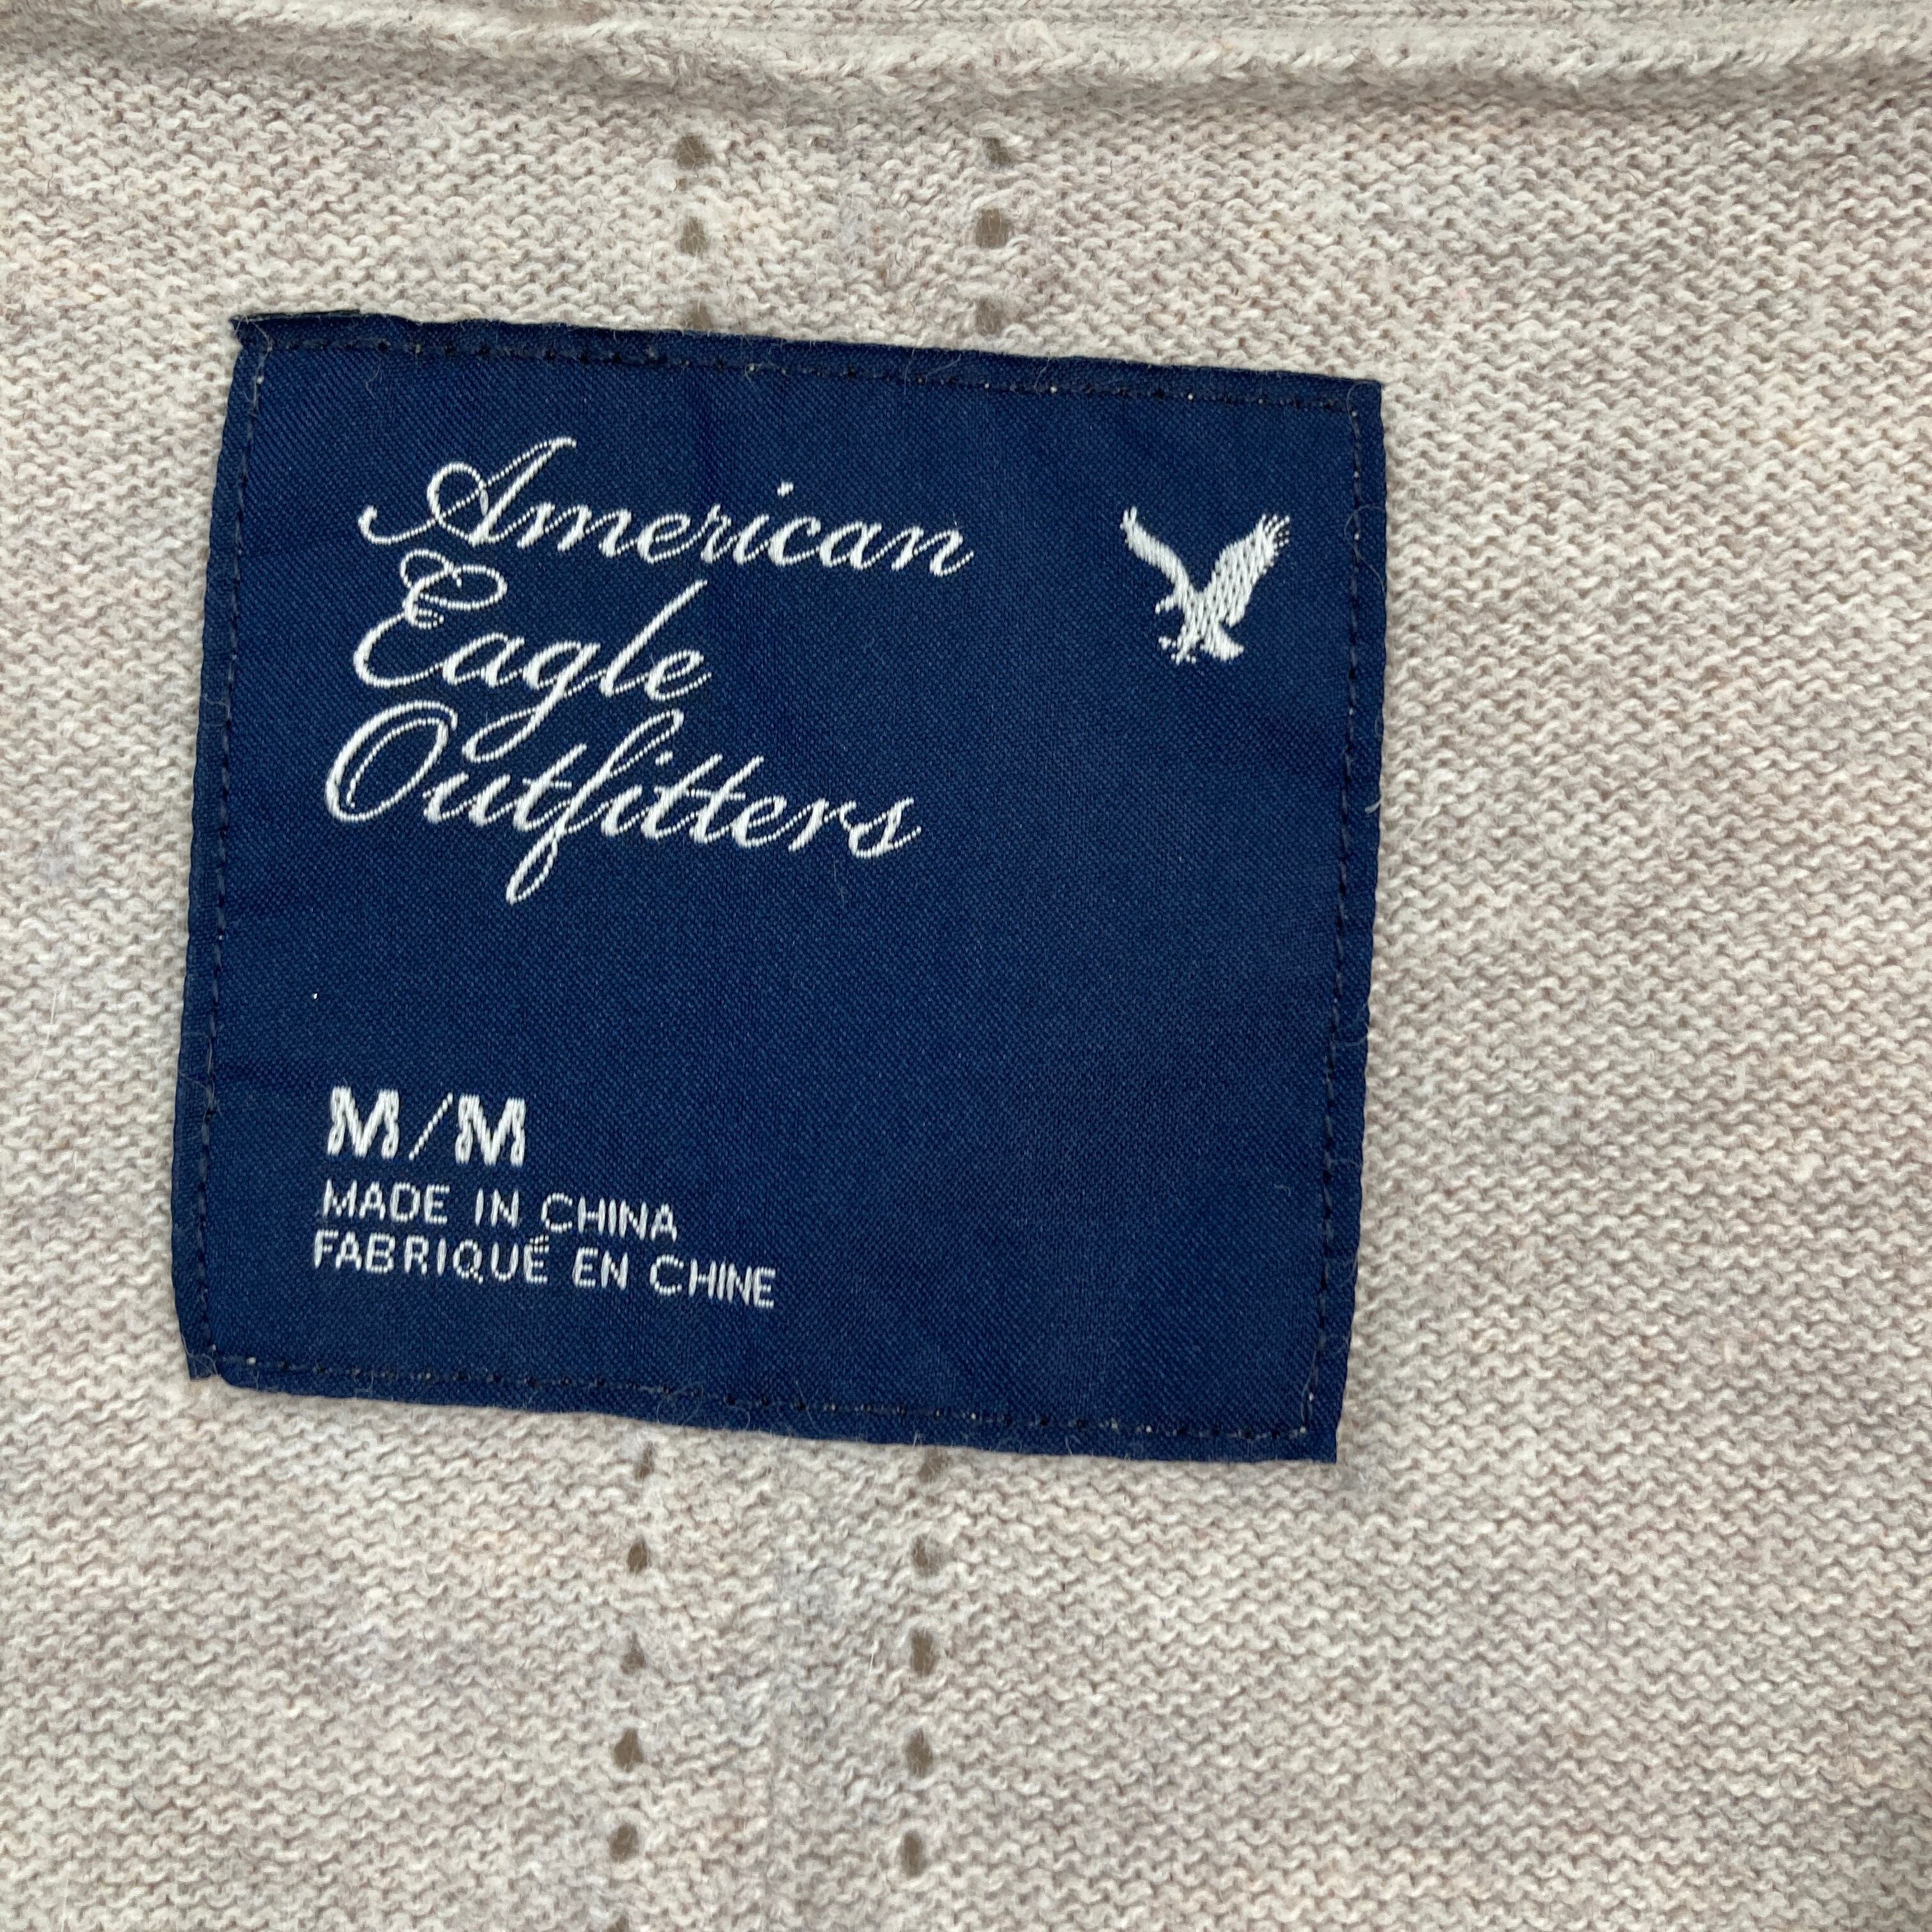 American
Eagle
Outfitters
M/M
MADE IN CHINA
FABRIQUÉ EN CHINE